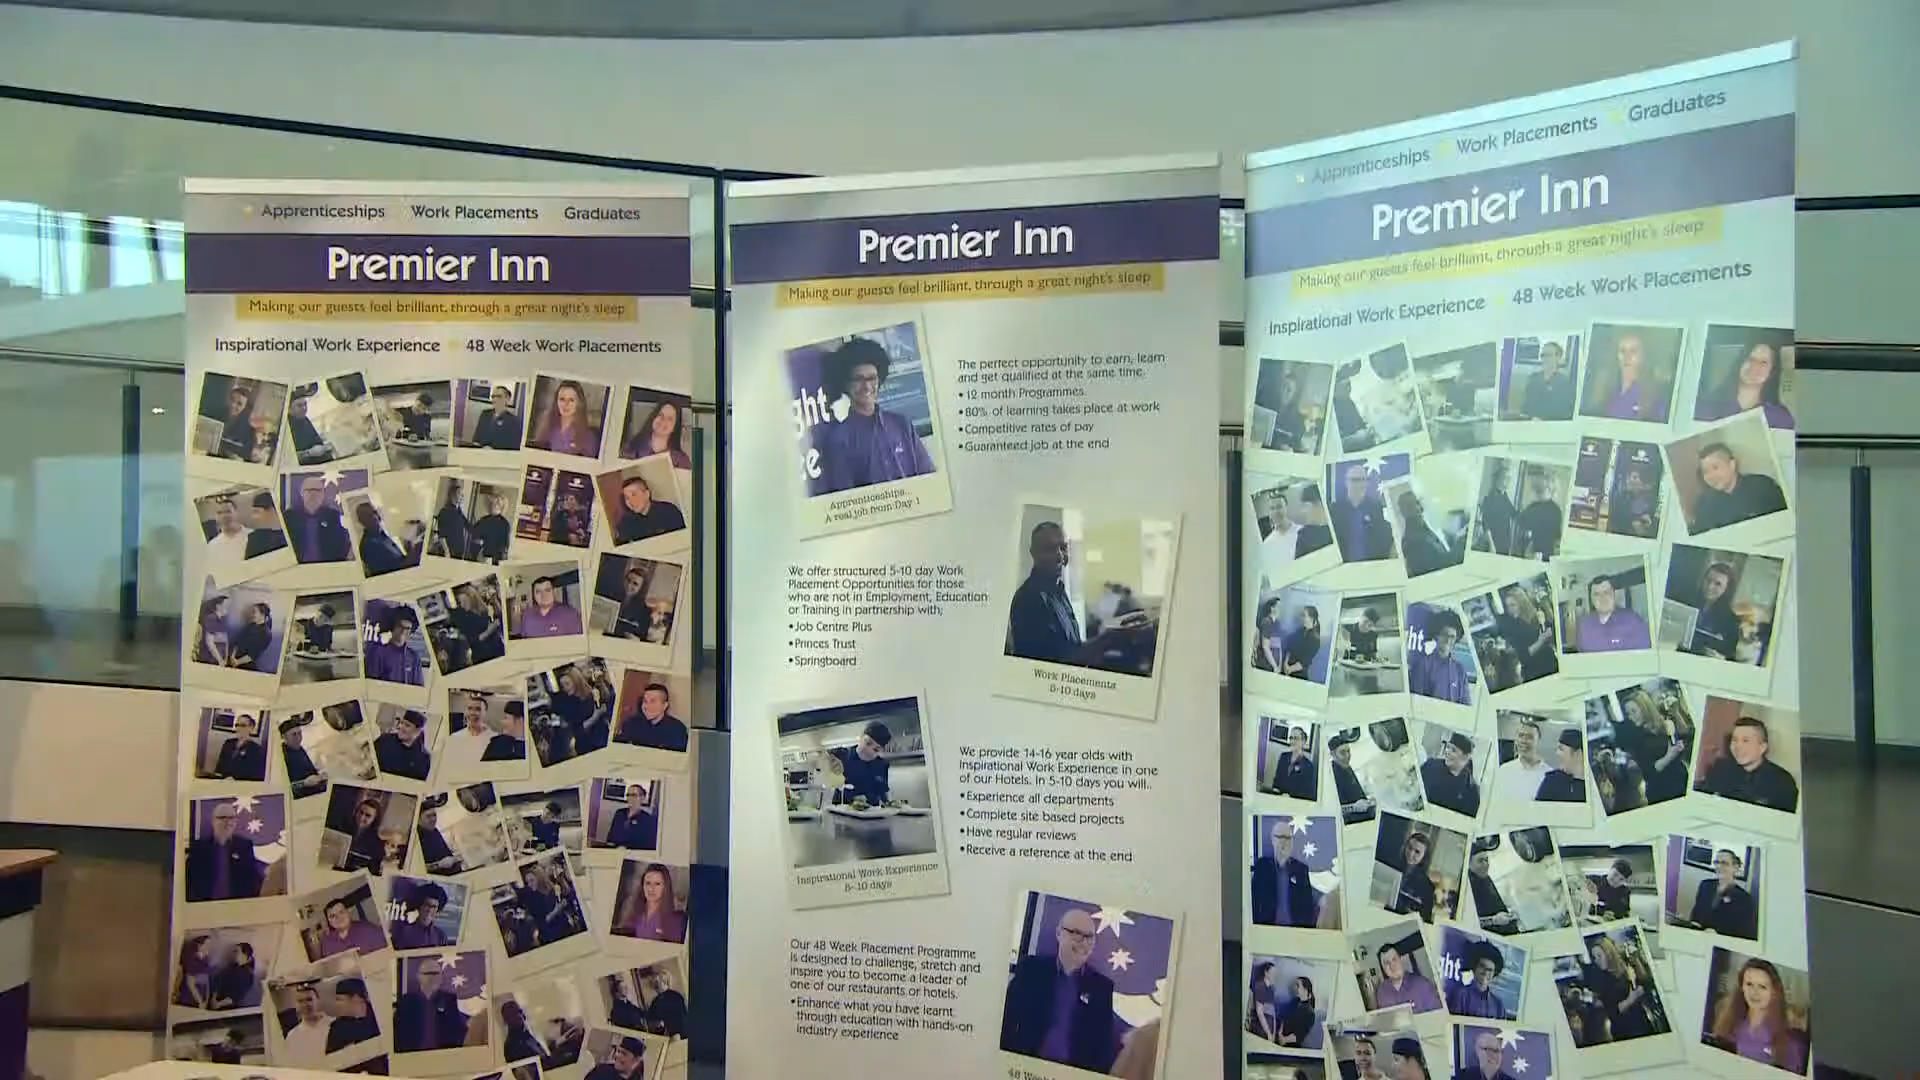 Apprenticeships Work Placements Graduates
Premier Inn
Making our guests feel brilliant, through a great night's sleep
Inspirational Work Experience 48 Week Work Placements
ght
ght
Premier Inn
Making our guests feel brilliant, through a great night's sleep
ght
ee
Apprenticeships...
A real job from Day 1
The perfect opportunity to earn, learn
and get qualified at the same time.
• 12 month Programmes
• 80% of learning takes place at work
• Competitive rates of pay
• Guaranteed job at the end
We offer structured 5-10 day Work
Placement Opportunities for those
who are not in Employment, Education
or Training in partnership with;
• Job Centre Plus
• Princes Trust
• Springboard
Work Placements
5-10 days
Inspirational Work Experience
5-10 days
We provide 14-16 year olds with
Inspirational Work Experience in one
of our Hotels. In 5-10 days you will..
• Experience all departments
• Complete site based projects
• Have regular reviews
• Receive a reference at the end
Our 48 Week Placement Programme
is designed to challenge, stretch and
inspire you to become a leader of
one of our restaurants or hotels.
• Enhance what you have learnt
through education with hands-on
industry experience
48
Apprenticeships Work Placements Graduates
Premier Inn
Making our guests feel brilliant, through a great night's sleep
Inspirational Work Experience 48 Week Work Placements
ht
ght